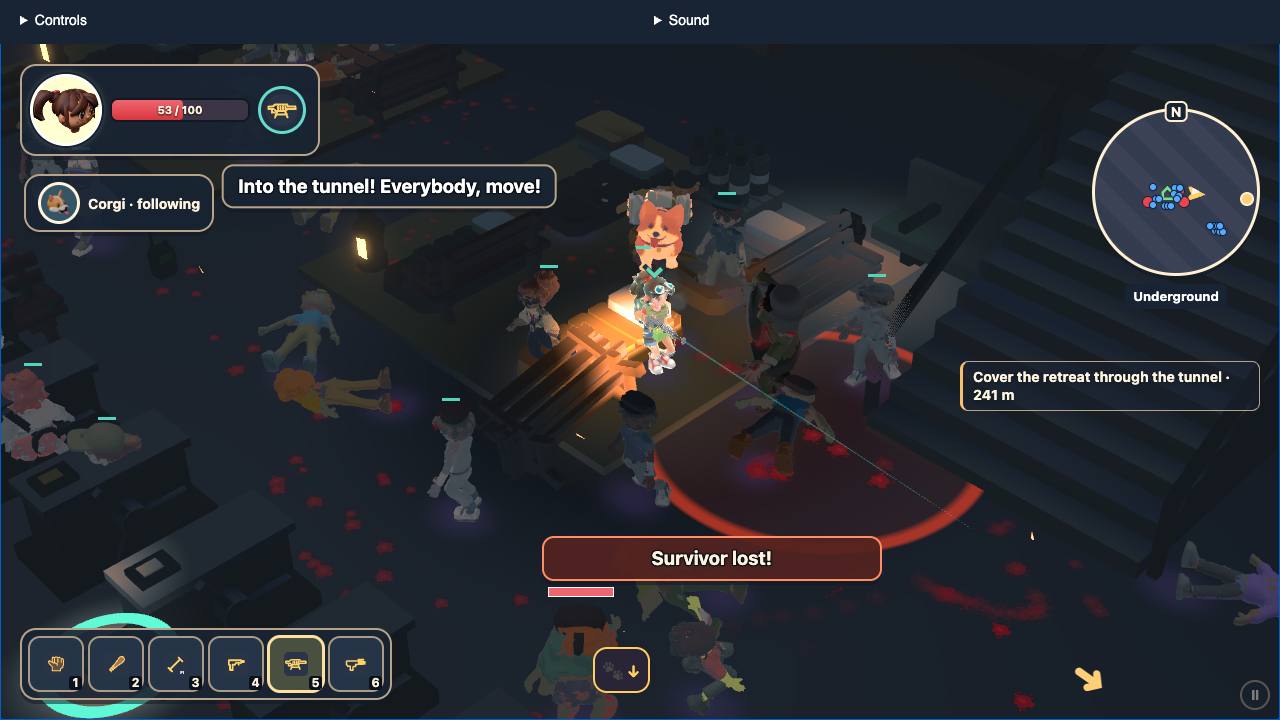 ▶ Controls
▶ Sound
53 / 100
Into the tunnel! Everybody, move!
Corgi · following
N
Underground
Cover the retreat through the tunnel ·
241 m
Survivor lost!
1
2
3
4
5
6